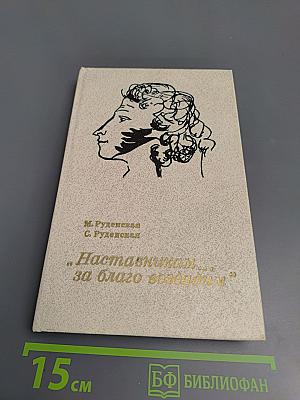 М. Руденская
С. Руденская
„Наставникам...
за благо воздадим"
15 см
БФ БИБЛИОФАН